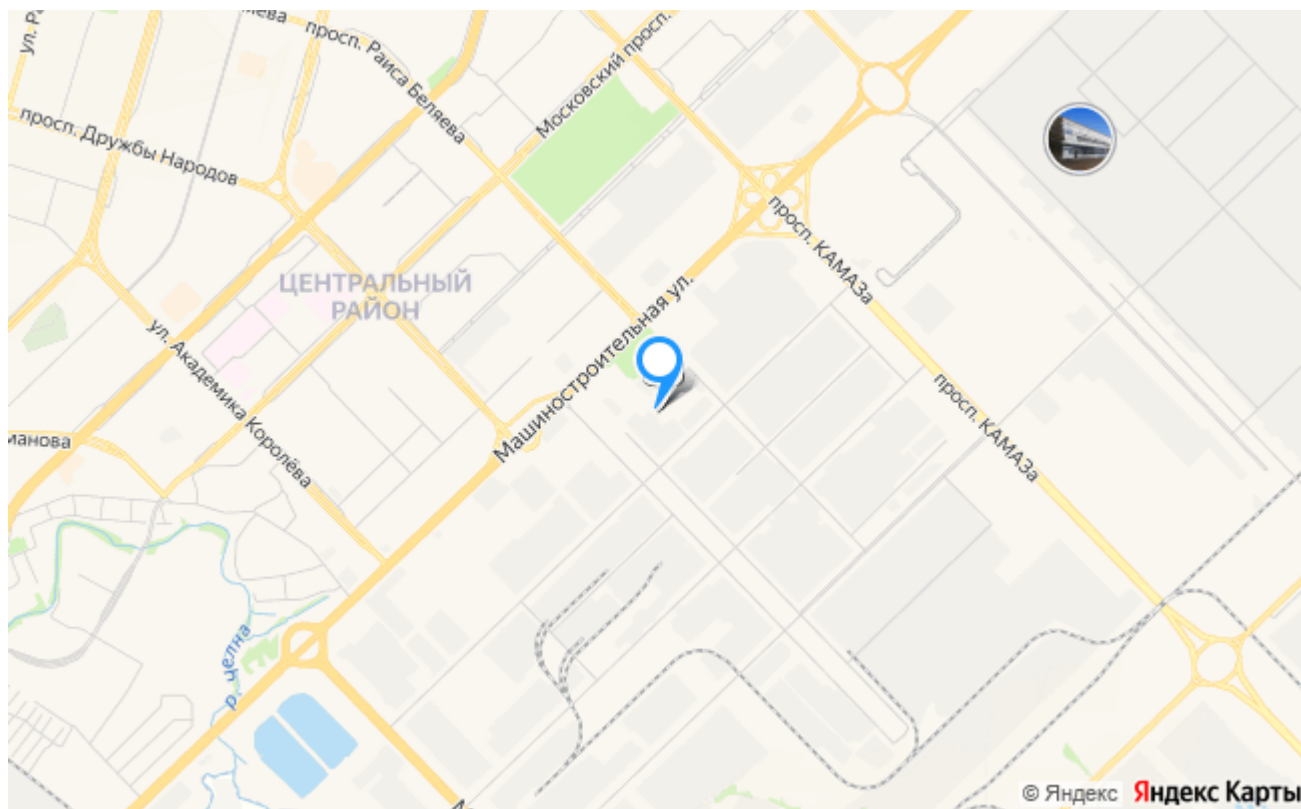 просп. Раиса Беляева
Московский просп.
просп. Дружбы Народов
ЦЕНТРАЛЬНЫЙ
РАЙОН
просп. КАМАЗа
Машиностроительная ул.
ул. Академика Королёва
просп. КАМАЗа
манова
р. Челна
© Яндекс Яндекс Карты